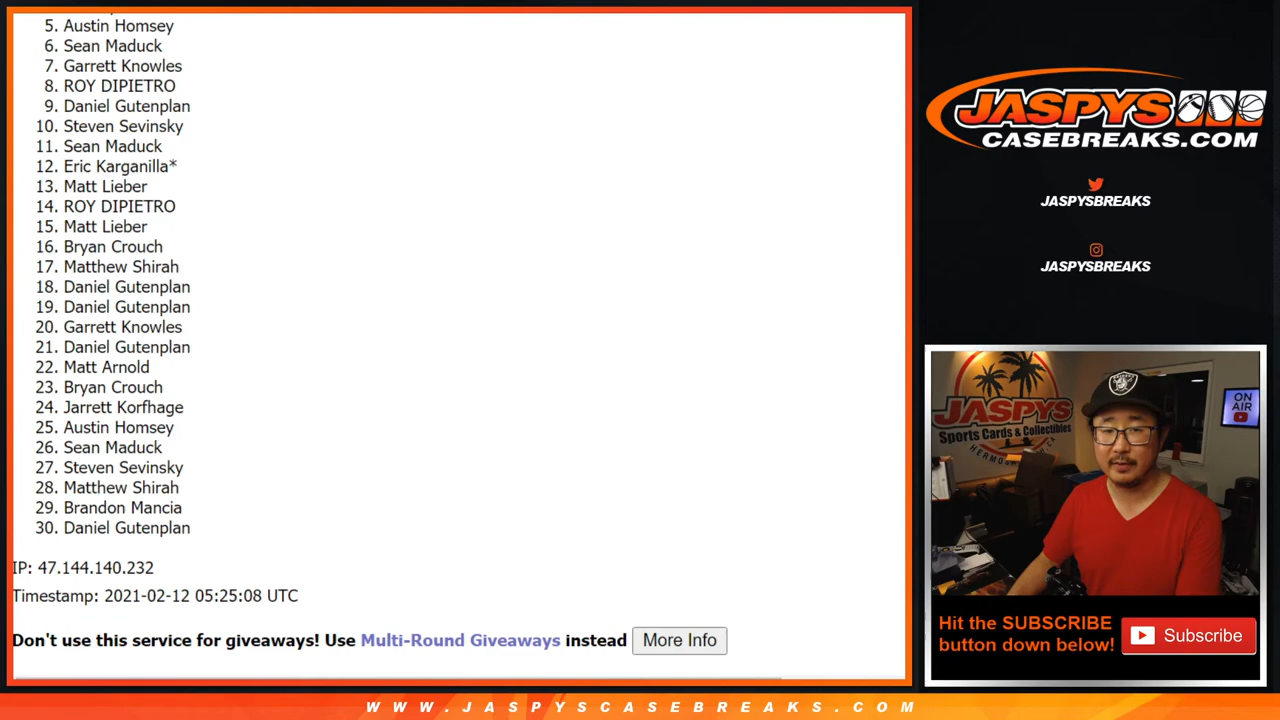 5. Austin Homsey
6. Sean Maduck
7. Garrett Knowles
8. ROY DIPIETRO
9. Daniel Gutenplan
10. Steven Sevinsky
11. Sean Maduck
12. Eric Karganilla*
13. Matt Lieber
14. ROY DIPIETRO
15. Matt Lieber
16. Bryan Crouch
17. Matthew Shirah
18. Daniel Gutenplan
19. Daniel Gutenplan
20. Garrett Knowles
21. Daniel Gutenplan
22. Matt Arnold
23. Bryan Crouch
24. Jarrett Korfhage
25. Austin Homsey
26. Sean Maduck
27. Steven Sevinsky
28. Matthew Shirah
29. Brandon Mancia
30. Daniel Gutenplan
IP: 47.144.140.232
Timestamp: 2021-02-12 05:25:08 UTC
Don't use this service for giveaways! Use Multi-Round Giveaways instead More Info
JASPYS
CASEBREAKS.COM
JASPYSBREAKS
JASPYSBREAKS
JASPYS
Sports Cards & Collectibles
ON
AIR
Hit the SUBSCRIBE
button down below!
Subscribe
WWW.JASPYSCASEBREAKS.COM